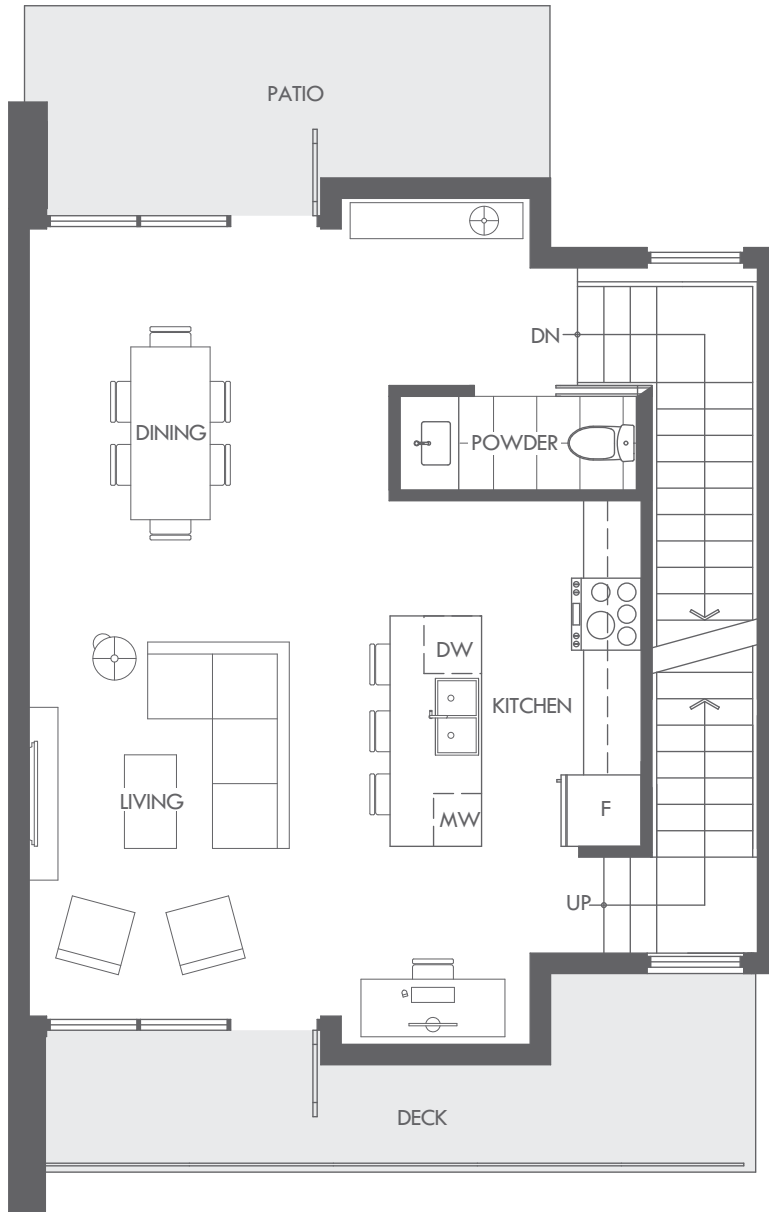 PATIO
DN
DINING
POWDER
DW
KITCHEN
LIVING
MW
F
UP
DECK